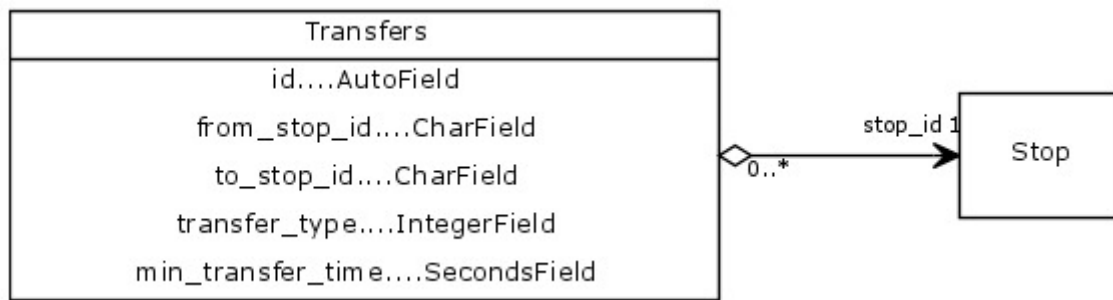 Transfers
id....AutoField
from_stop_id....CharField
to_stop_id....CharField
transfer_type....IntegerField
min_transfer_time....SecondsField
0..*
stop_id 1
Stop